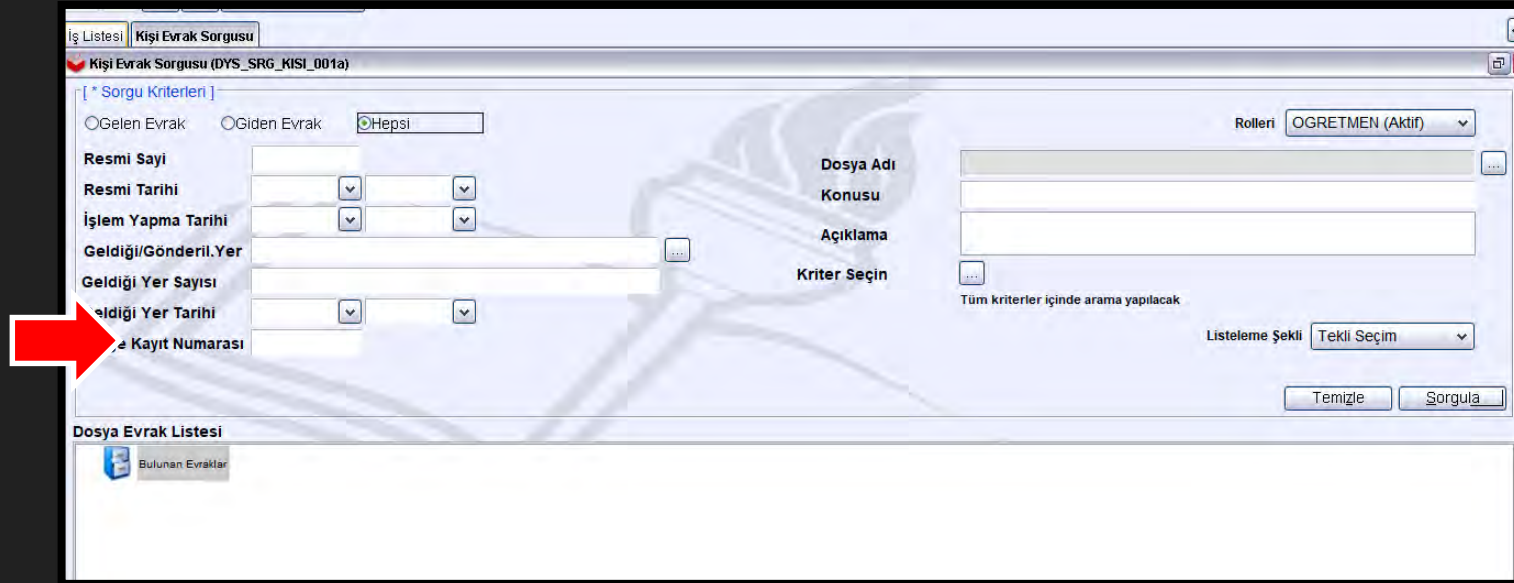 İş Listesi Kişi Evrak Sorgusu
Kişi Evrak Sorgusu (DYS_SRG_KISI_001a)
[ * Sorgu Kriterleri ]
Gelen Evrak Giden Evrak Hepsi
Rolleri OGRETMEN (Aktif)
Resmi Sayi
Resmi Tarihi
İşlem Yapma Tarihi
Geldiği/Gönderil.Yer
Geldiği Yer Sayısı
eldiği Yer Tarihi
Kayıt Numarası
Dosya Adı
Konusu
Açıklama
Kriter Seçin
Tüm kriterler içinde arama yapılacak
Listeleme Şekli Tekli Seçim
Temizle Sorgula
Dosya Evrak Listesi
Bulunan Evraklar